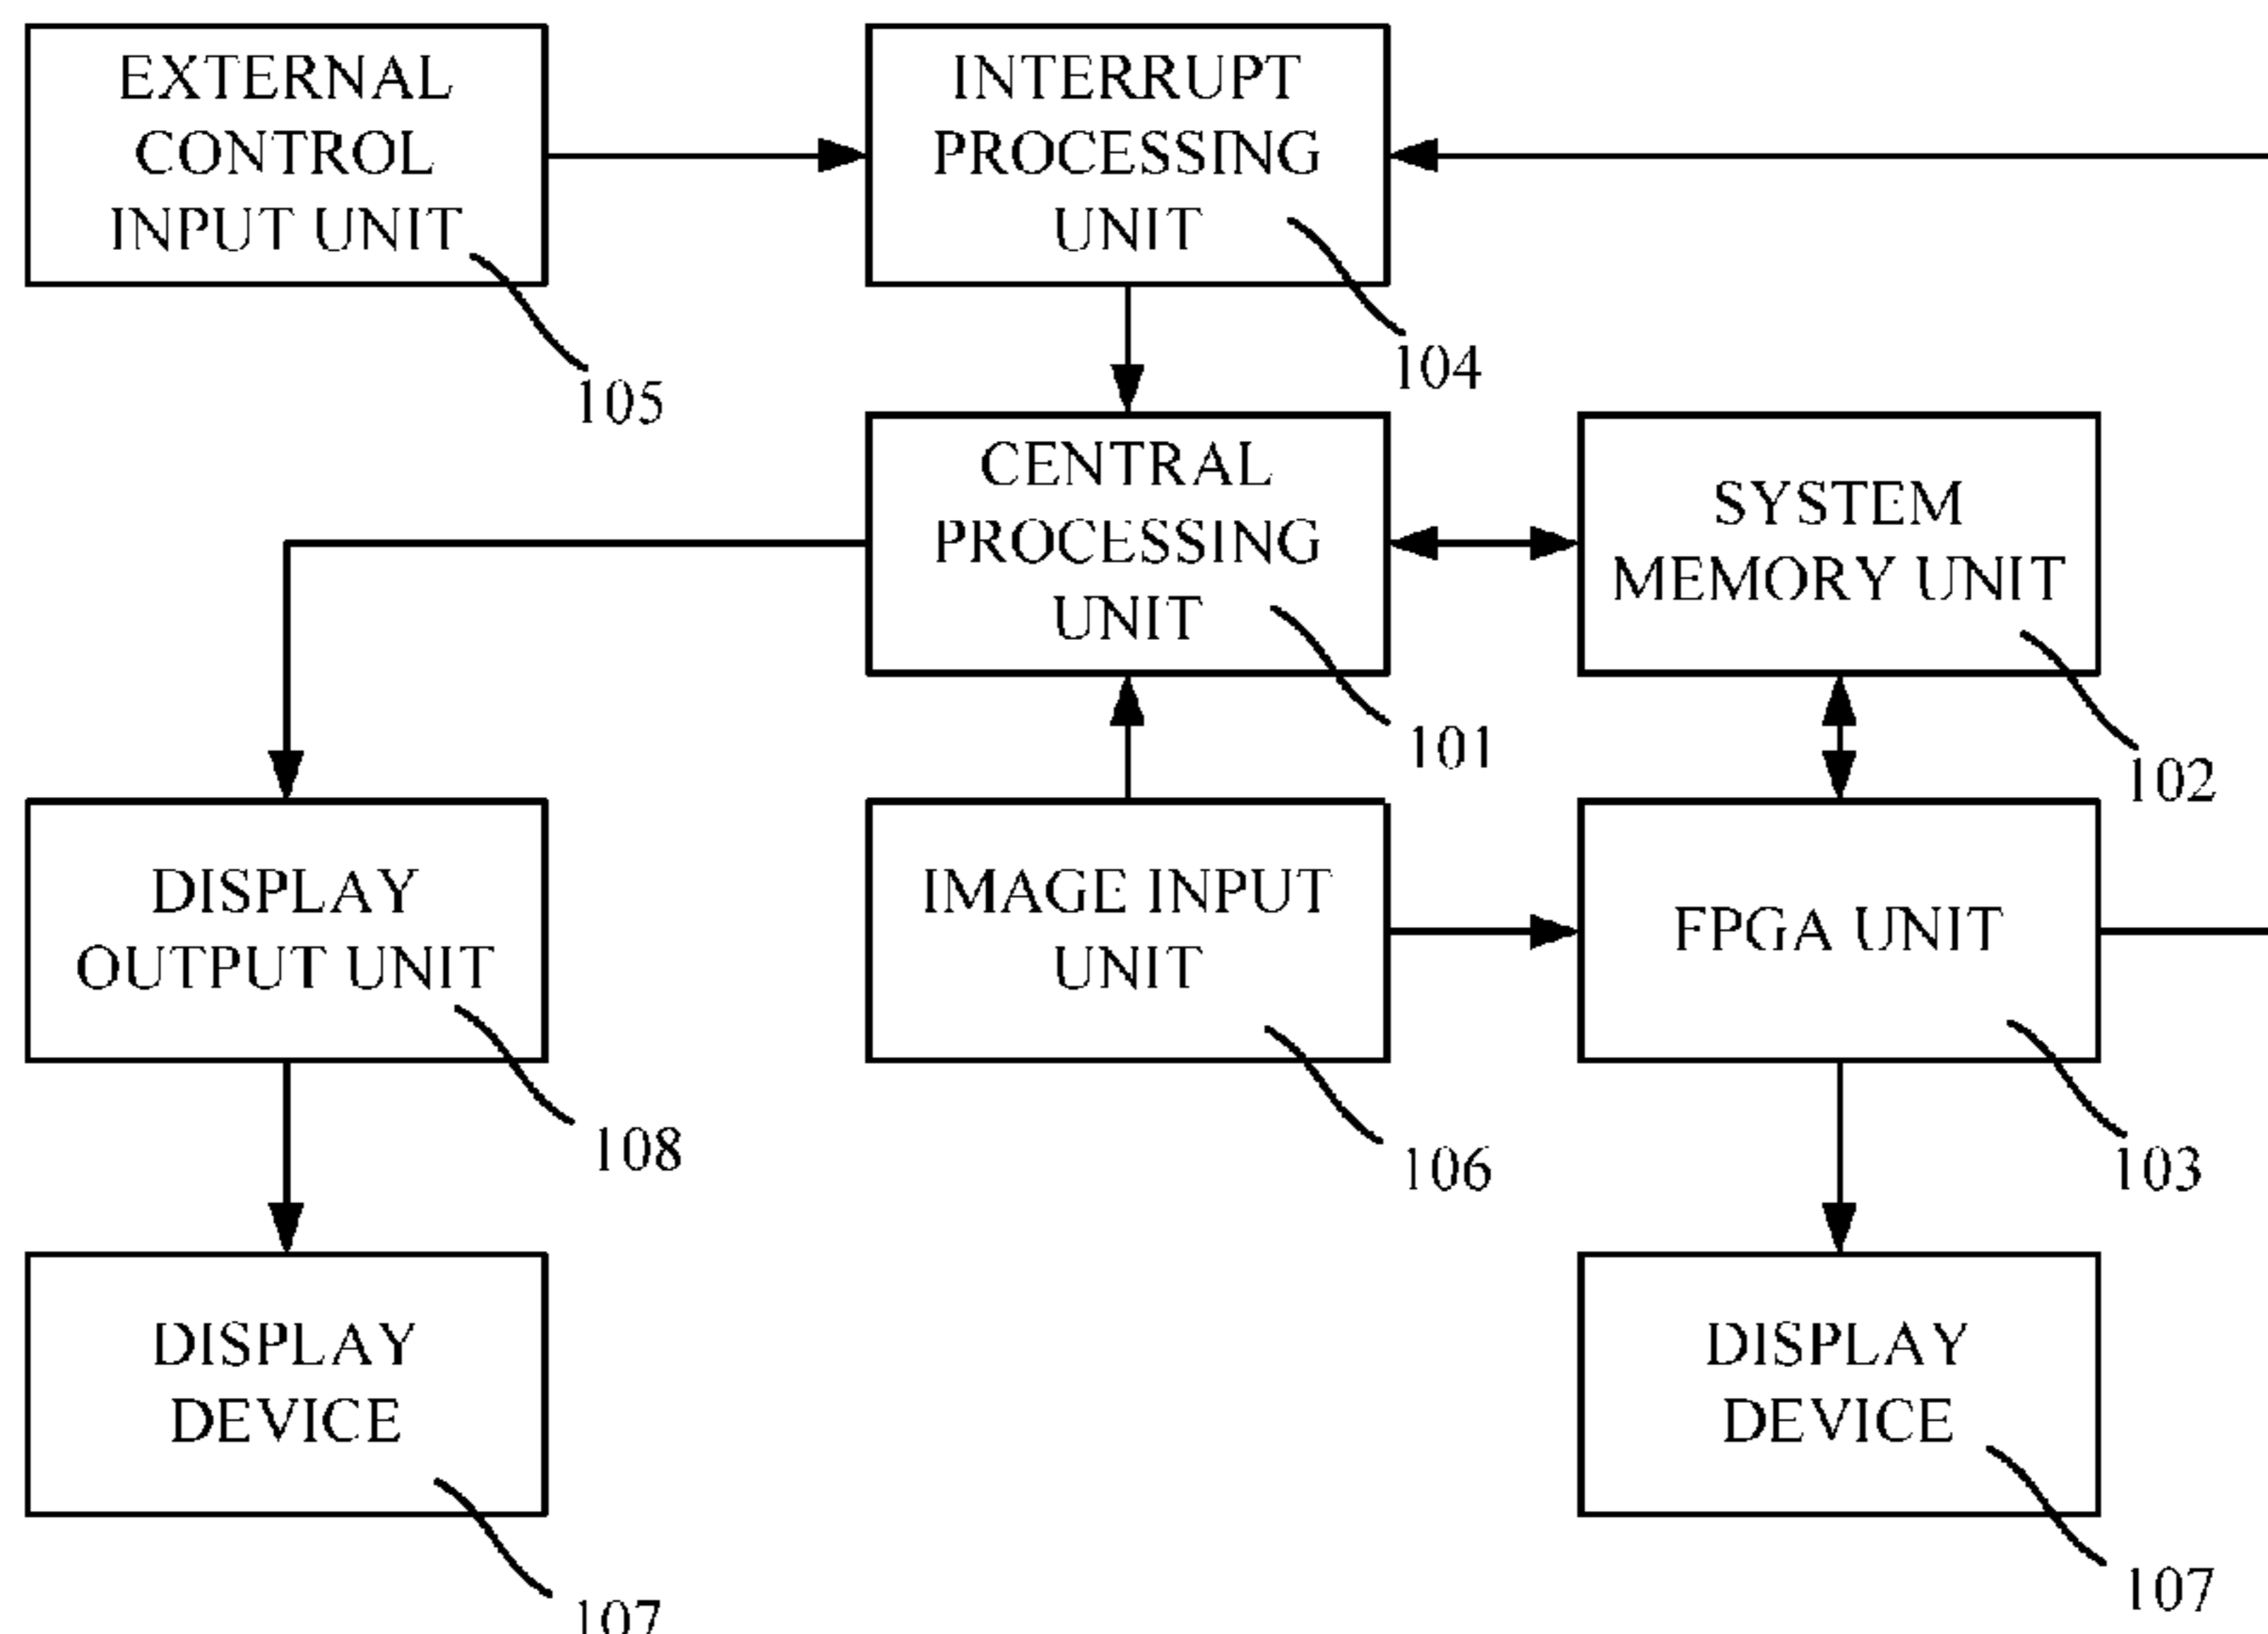 EXTERNAL
CONTROL
INPUT UNIT
105
INTERRUPT
PROCESSING
UNIT
104
CENTRAL
PROCESSING
UNIT
101
SYSTEM
MEMORY UNIT
102
DISPLAY
OUTPUT UNIT
108
IMAGE INPUT
UNIT
106
FPGA UNIT
103
DISPLAY
DEVICE
107
DISPLAY
DEVICE
107